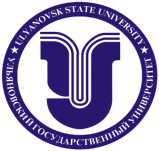 ULYANOVSK STATE UNIVERSITY
УЛЬЯНОВСКИЙ ГОСУДАРСТВЕННЫЙ УНИВЕРСИТЕТ